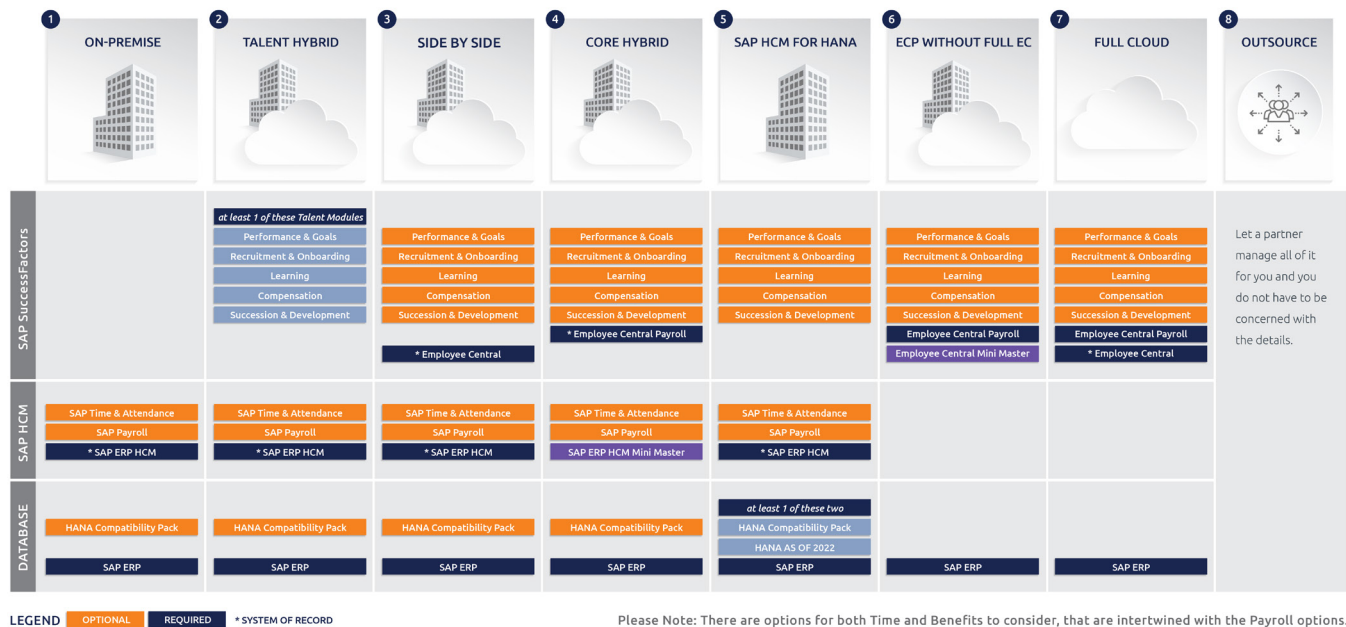 1
ON-PREMISE
2
TALENT HYBRID
3
SIDE BY SIDE
4
CORE HYBRID
5
SAP HCM FOR HANA
6
ECP WITHOUT FULL EC
7
FULL CLOUD
8
OUTSOURCE
SAP SuccessFactors
at least 1 of these Talent Modules
Performance & Goals
Recruitment & Onboarding
Learning
Compensation
Succession & Development
Performance & Goals
Recruitment & Onboarding
Learning
Compensation
Succession & Development
* Employee Central
Performance & Goals
Recruitment & Onboarding
Learning
Compensation
Succession & Development
* Employee Central Payroll
Performance & Goals
Recruitment & Onboarding
Learning
Compensation
Succession & Development
Performance & Goals
Recruitment & Onboarding
Learning
Compensation
Succession & Development
Employee Central Payroll
Employee Central Mini Master
Performance & Goals
Recruitment & Onboarding
Learning
Compensation
Succession & Development
Employee Central Payroll
* Employee Central
Let a partner
manage all of it
for you and you
do not have to be
concerned with
the details.
SAP HCM
SAP Time & Attendance
SAP Payroll
* SAP ERP HCM
SAP Time & Attendance
SAP Payroll
* SAP ERP HCM
SAP Time & Attendance
SAP Payroll
* SAP ERP HCM
SAP Time & Attendance
SAP Payroll
SAP ERP HCM Mini Master
SAP Time & Attendance
SAP Payroll
* SAP ERP HCM
DATABASE
HANA Compatibility Pack
SAP ERP
HANA Compatibility Pack
SAP ERP
HANA Compatibility Pack
SAP ERP
HANA Compatibility Pack
SAP ERP
at least 1 of these two
HANA Compatibility Pack
HANA AS OF 2022
SAP ERP
SAP ERP
SAP ERP
LEGEND
OPTIONAL
REQUIRED
* SYSTEM OF RECORD
Please Note: There are options for both Time and Benefits to consider, that are intertwined with the Payroll options.